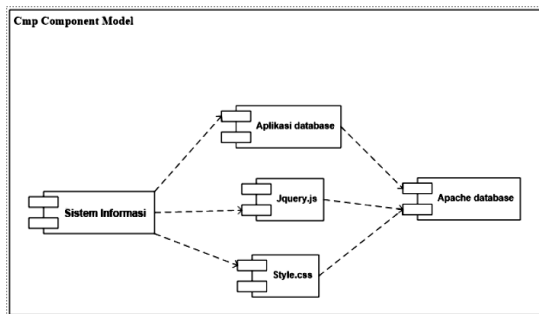 Cmp Component Model
Aplikasi database
Sistem Informasi
Jquery.js
Apache database
Style.css